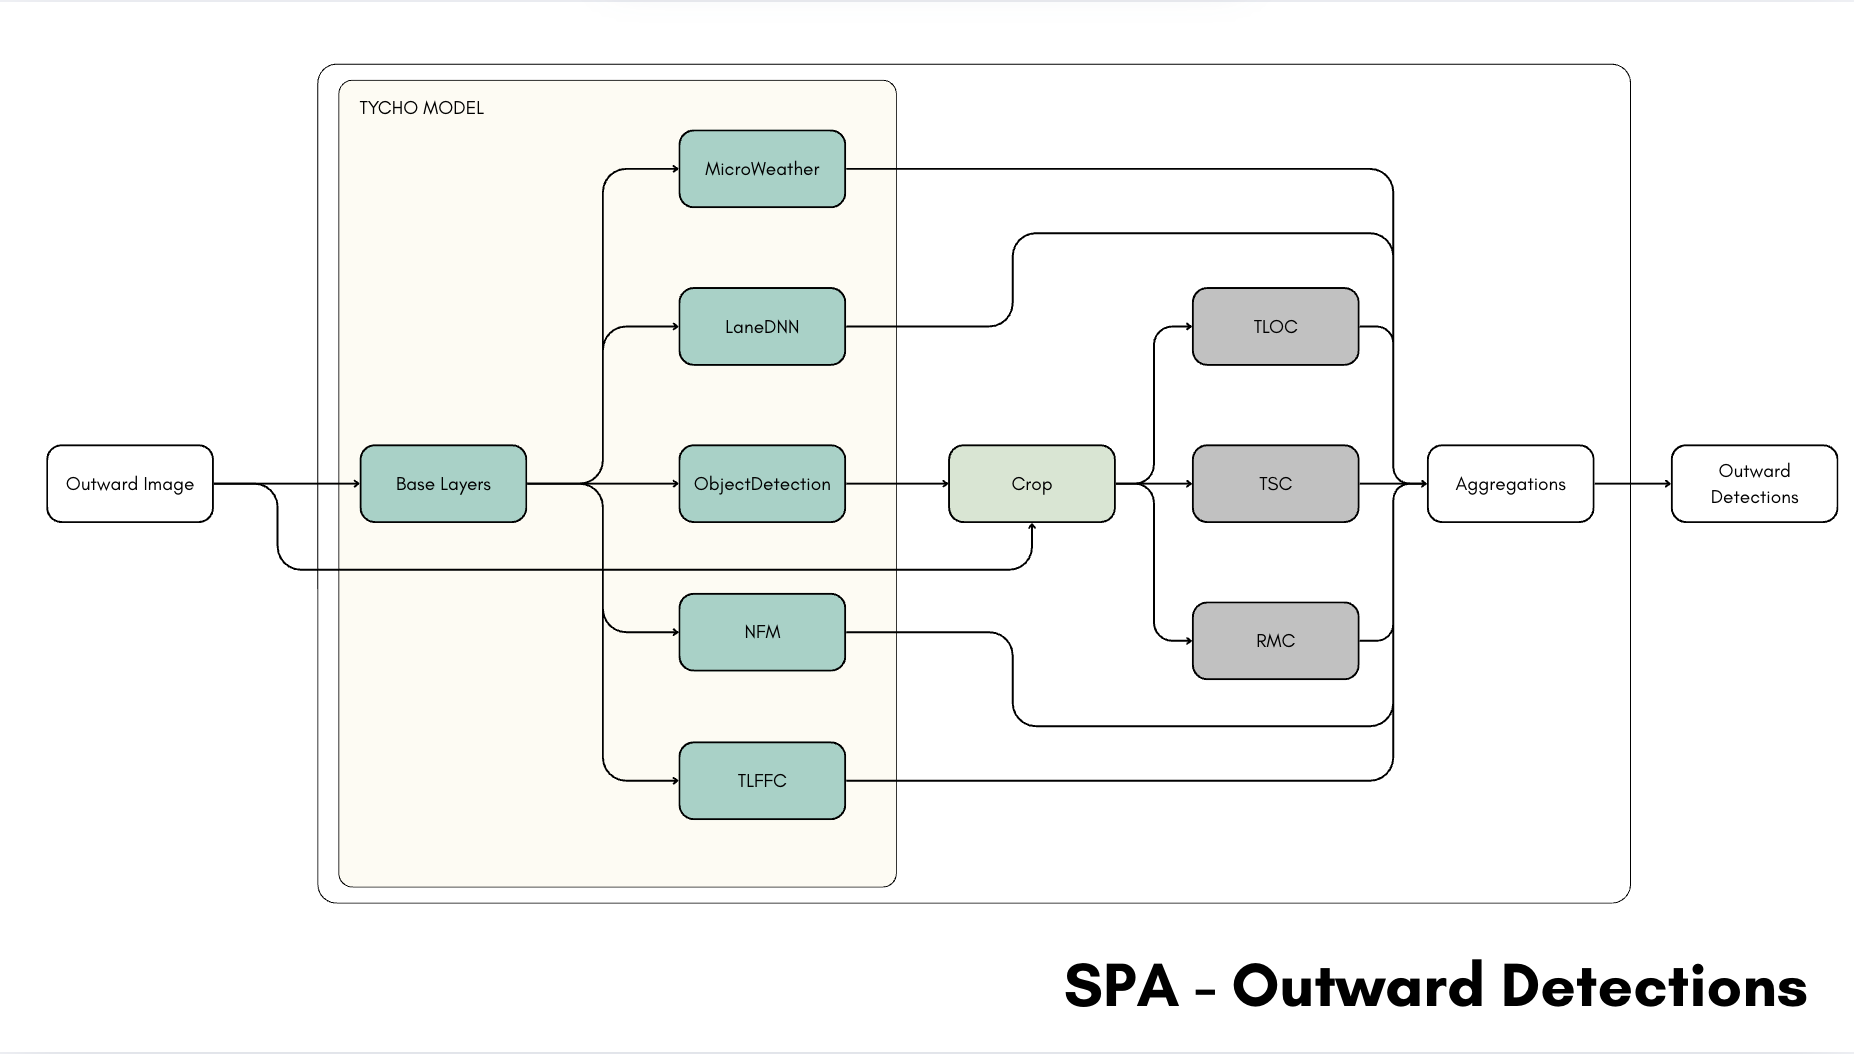 TYCHO MODEL
MicroWeather
LaneDNN
TLOC
Outward Image
Base Layers
ObjectDetection
Crop
TSC
Aggregations
Outward
Detections
NFM
RMC
TLFFC
SPA - Outward Detections